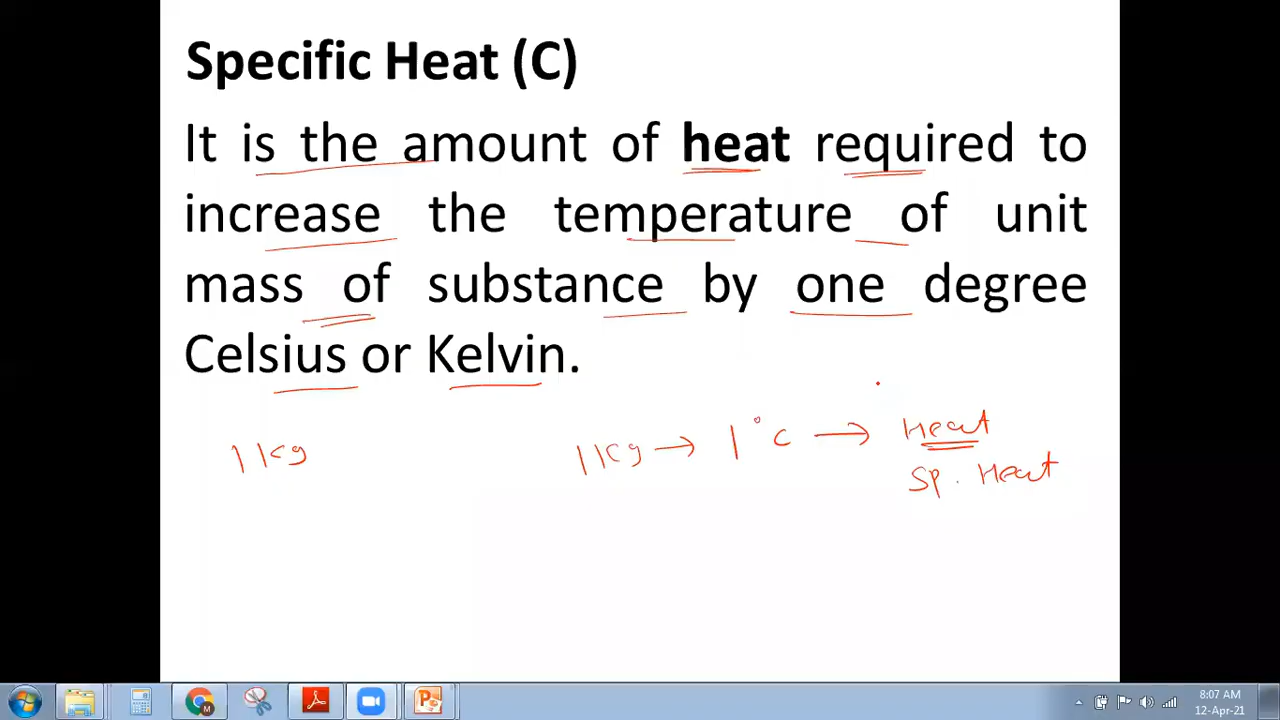 Specific Heat (C)
It is the amount of heat required to
increase the temperature of unit
mass of substance by one degree
Celsius or Kelvin.
1 Kg 1 Kg → 1°C → Heat
Sp. Heat
8:07 AM
12-Apr-21